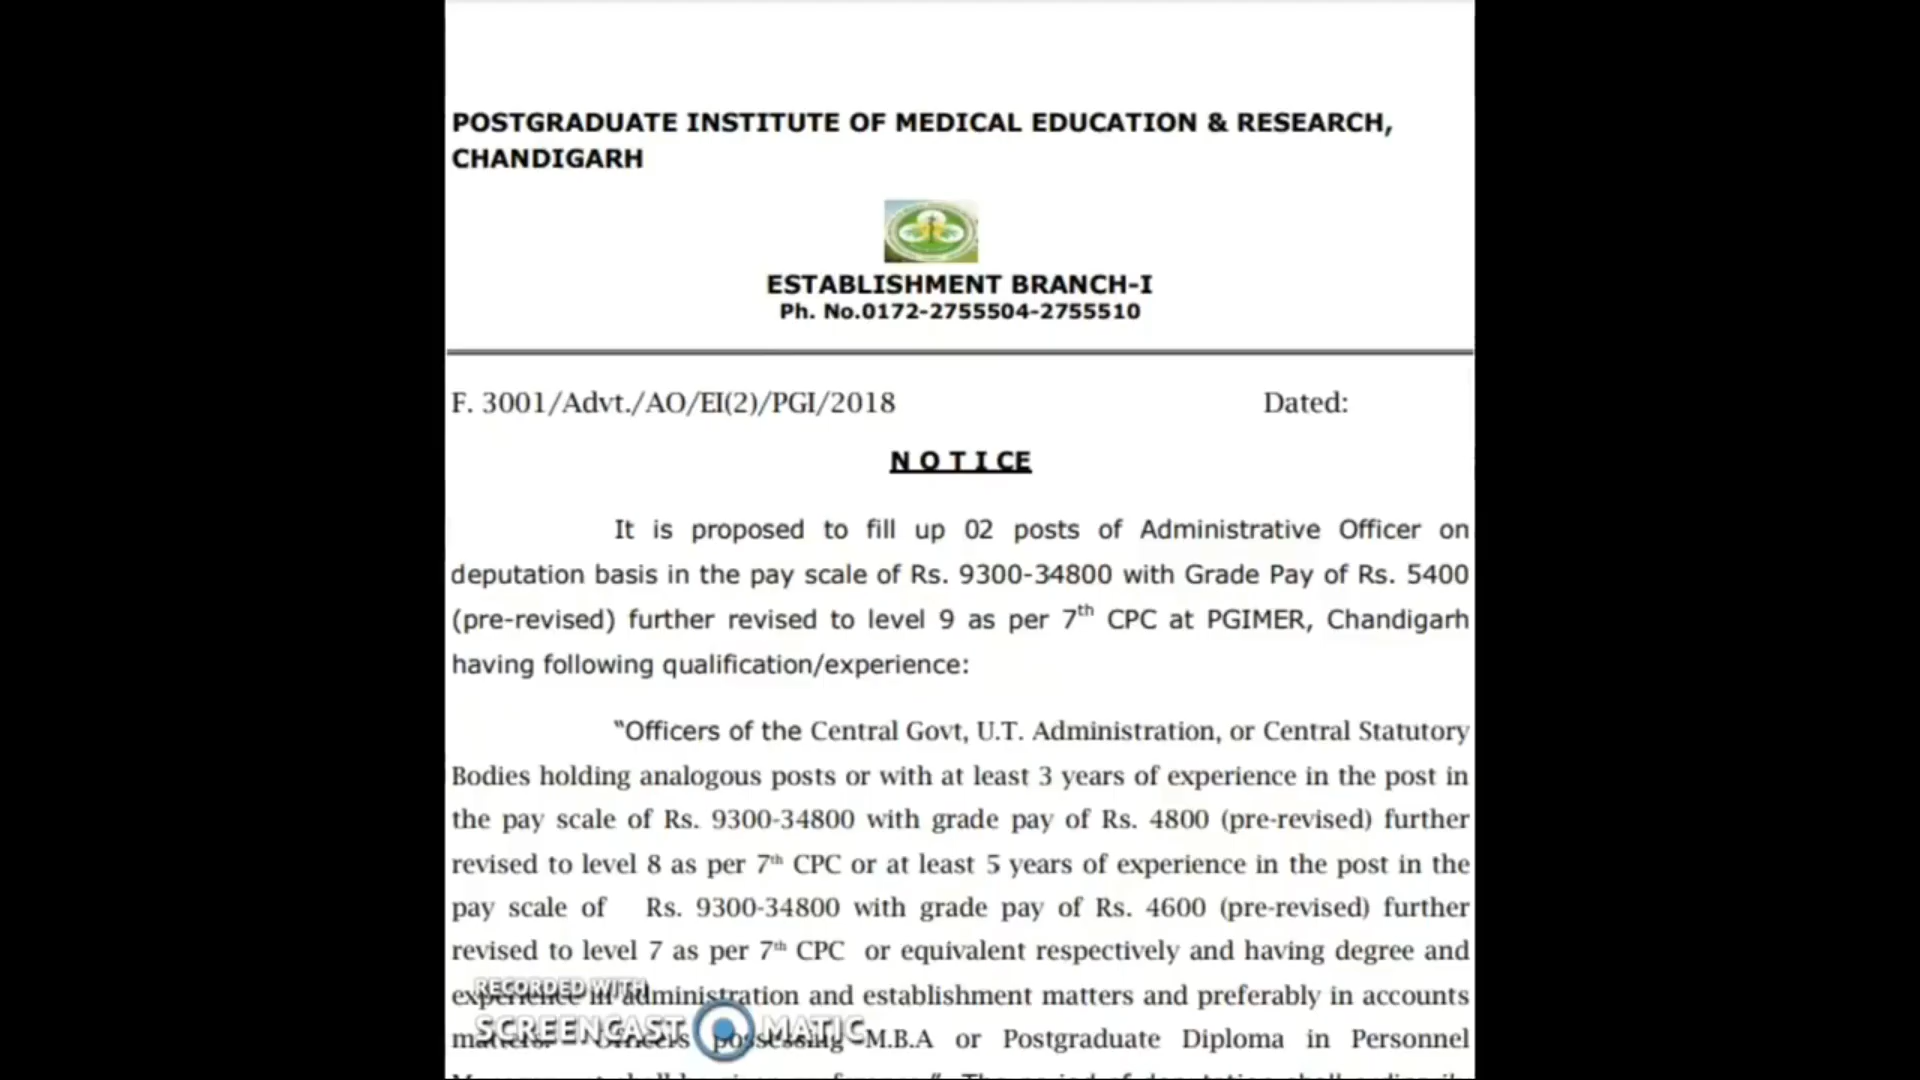 POSTGRADUATE INSTITUTE OF MEDICAL EDUCATION & RESEARCH,
CHANDIGARH
ESTABLISHMENT BRANCH-I
Ph. No.0172-2755504-2755510
F. 3001/Advt./AO/EI(2)/PGI/2018 Dated:
N O T I CE
It is proposed to fill up 02 posts of Administrative Officer on
deputation basis in the pay scale of Rs. 9300-34800 with Grade Pay of Rs. 5400
(pre-revised) further revised to level 9 as per 7th CPC at PGIMER, Chandigarh
having following qualification/experience:
“Officers of the Central Govt, U.T. Administration, or Central Statutory
Bodies holding analogous posts or with at least 3 years of experience in the post in
the pay scale of Rs. 9300-34800 with grade pay of Rs. 4800 (pre-revised) further
revised to level 8 as per 7th CPC or at least 5 years of experience in the post in the
pay scale of Rs. 9300-34800 with grade pay of Rs. 4600 (pre-revised) further
revised to level 7 as per 7th CPC or equivalent respectively and having degree and
experience in administration and establishment matters and preferably in accounts
matters. Officers possessing M.B.A or Postgraduate Diploma in Personnel
RECORDED WITH
SCREENCAST MATIC